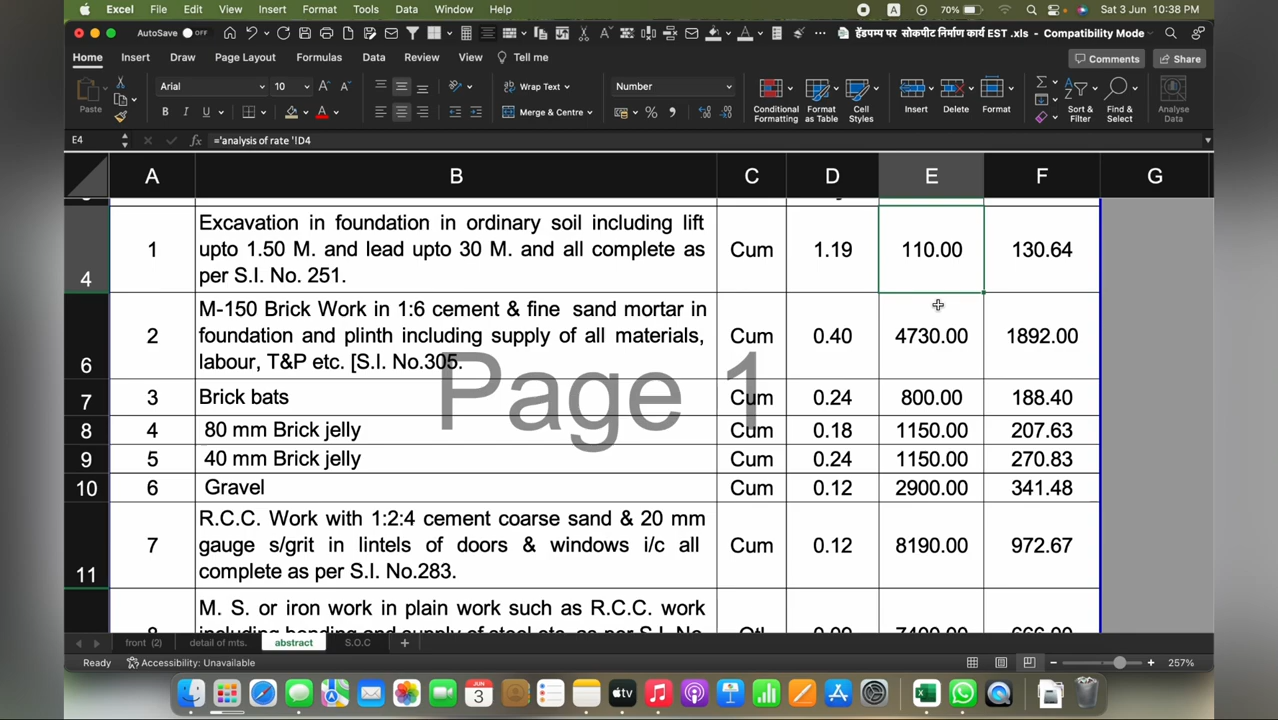 Excel File Edit View Insert Format Tools Data Window Help
A 70% Sat 3 Jun 10:38 PM
AutoSave OFF
हैंडपम्प पर सोकपीट निर्माण कार्य EST .xls - Compatibility Mode
Home Insert Draw Page Layout Formulas Data Review View Tell me Comments Share
Paste Arial 10 Wrap Text Number
B I U Merge & Centre
Conditional Formatting Format as Table Cell Styles Insert Delete Format Sort & Filter Find & Select Analyse Data
E4 fx ='analysis of rate '!D4
A B C D E F G
4 1 Excavation in foundation in ordinary soil including lift
upto 1.50 M. and lead upto 30 M. and all complete as
per S.I. No. 251. Cum 1.19 110.00 130.64
6 2 M-150 Brick Work in 1:6 cement & fine sand mortar in
foundation and plinth including supply of all materials,
labour, T&P etc. [S.I. No.305. Cum 0.40 4730.00 1892.00
Page 1
7 3 Brick bats Cum 0.24 800.00 188.40
8 4 80 mm Brick jelly Cum 0.18 1150.00 207.63
9 5 40 mm Brick jelly Cum 0.24 1150.00 270.83
10 6 Gravel Cum 0.12 2900.00 341.48
11 7 R.C.C. Work with 1:2:4 cement coarse sand & 20 mm
gauge s/grit in lintels of doors & windows i/c all
complete as per S.I. No.283. Cum 0.12 8190.00 972.67
M. S. or iron work in plain work such as R.C.C. work
front (2) detail of mts. abstract S.O.C +
Ready Accessibility: Unavailable 257%
JUN
3
tv